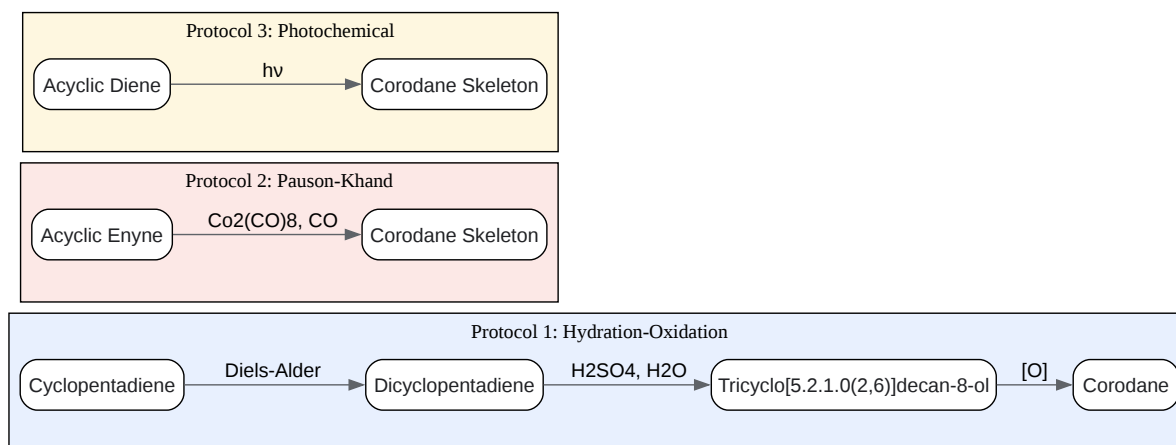 Protocol 3: Photochemical
Acyclic Diene
hν
Corodane Skeleton
Protocol 2: Pauson-Khand
Acyclic Enyne
Co2(CO)8, CO
Corodane Skeleton
Protocol 1: Hydration-Oxidation
Cyclopentadiene
Diels-Alder
Dicyclopentadiene
H2SO4, H2O
Tricyclo[5.2.1.0(2,6)]decan-8-ol
[O]
Corodane